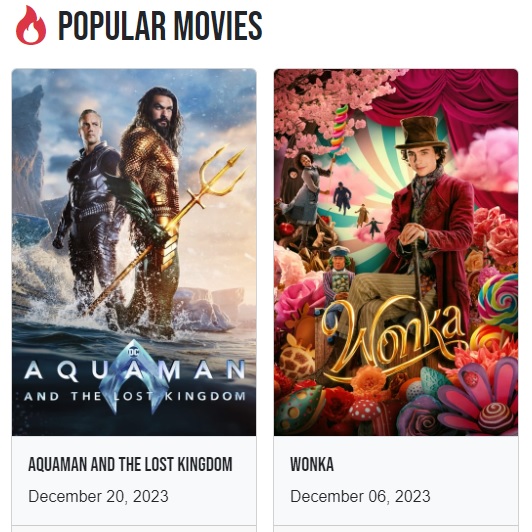 POPULAR MOVIES
DC
AQUAMAN
AND THE LOST KINGDOM
Wonka
AQUAMAN AND THE LOST KINGDOM
December 20, 2023
WONKA
December 06, 2023